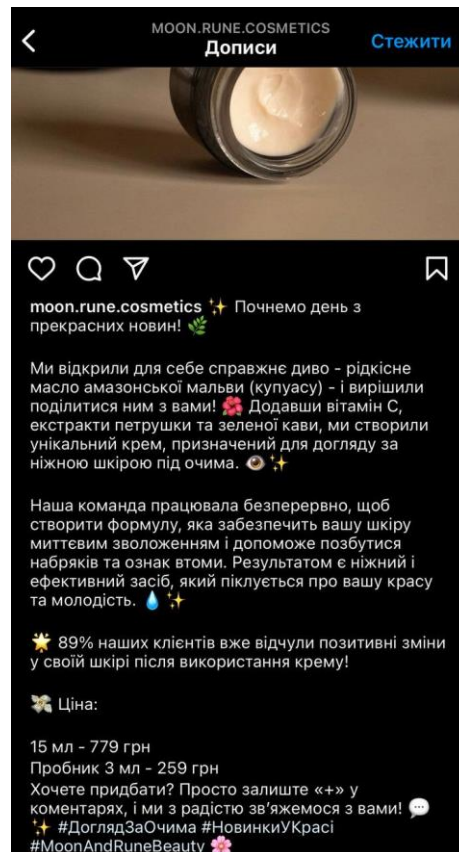 MOON.RUNE.COSMETICS
Дописи
Стежити
moon.rune.cosmetics ✨ Почнемо день з
прекрасних новин! 🌿
Ми відкрили для себе справжнє диво - рідкісне
масло амазонської мальви (купуасу) - і вирішили
поділитися ним з вами! 🌺 Додавши вітамін С,
екстракти петрушки та зеленої кави, ми створили
унікальний крем, призначений для догляду за
ніжною шкірою під очима. 👁️✨
Наша команда працювала безперервно, щоб
створити формулу, яка забезпечить вашу шкіру
миттєвим зволоженням і допоможе позбутися
набряків та ознак втоми. Результатом є ніжний і
ефективний засіб, який піклується про вашу красу
та молодість. 💧✨
🌟 89% наших клієнтів вже відчули позитивні зміни
у своїй шкірі після використання крему!
💸 Ціна:
15 мл - 779 грн
Пробник 3 мл - 259 грн
Хочете придбати? Просто залиште «+» у
коментарях, і ми з радістю зв’яжемося з вами! 💬
✨ #ДоглядЗаОчима #НовинкиУКрасі
#MoonAndRuneBeauty 🌸